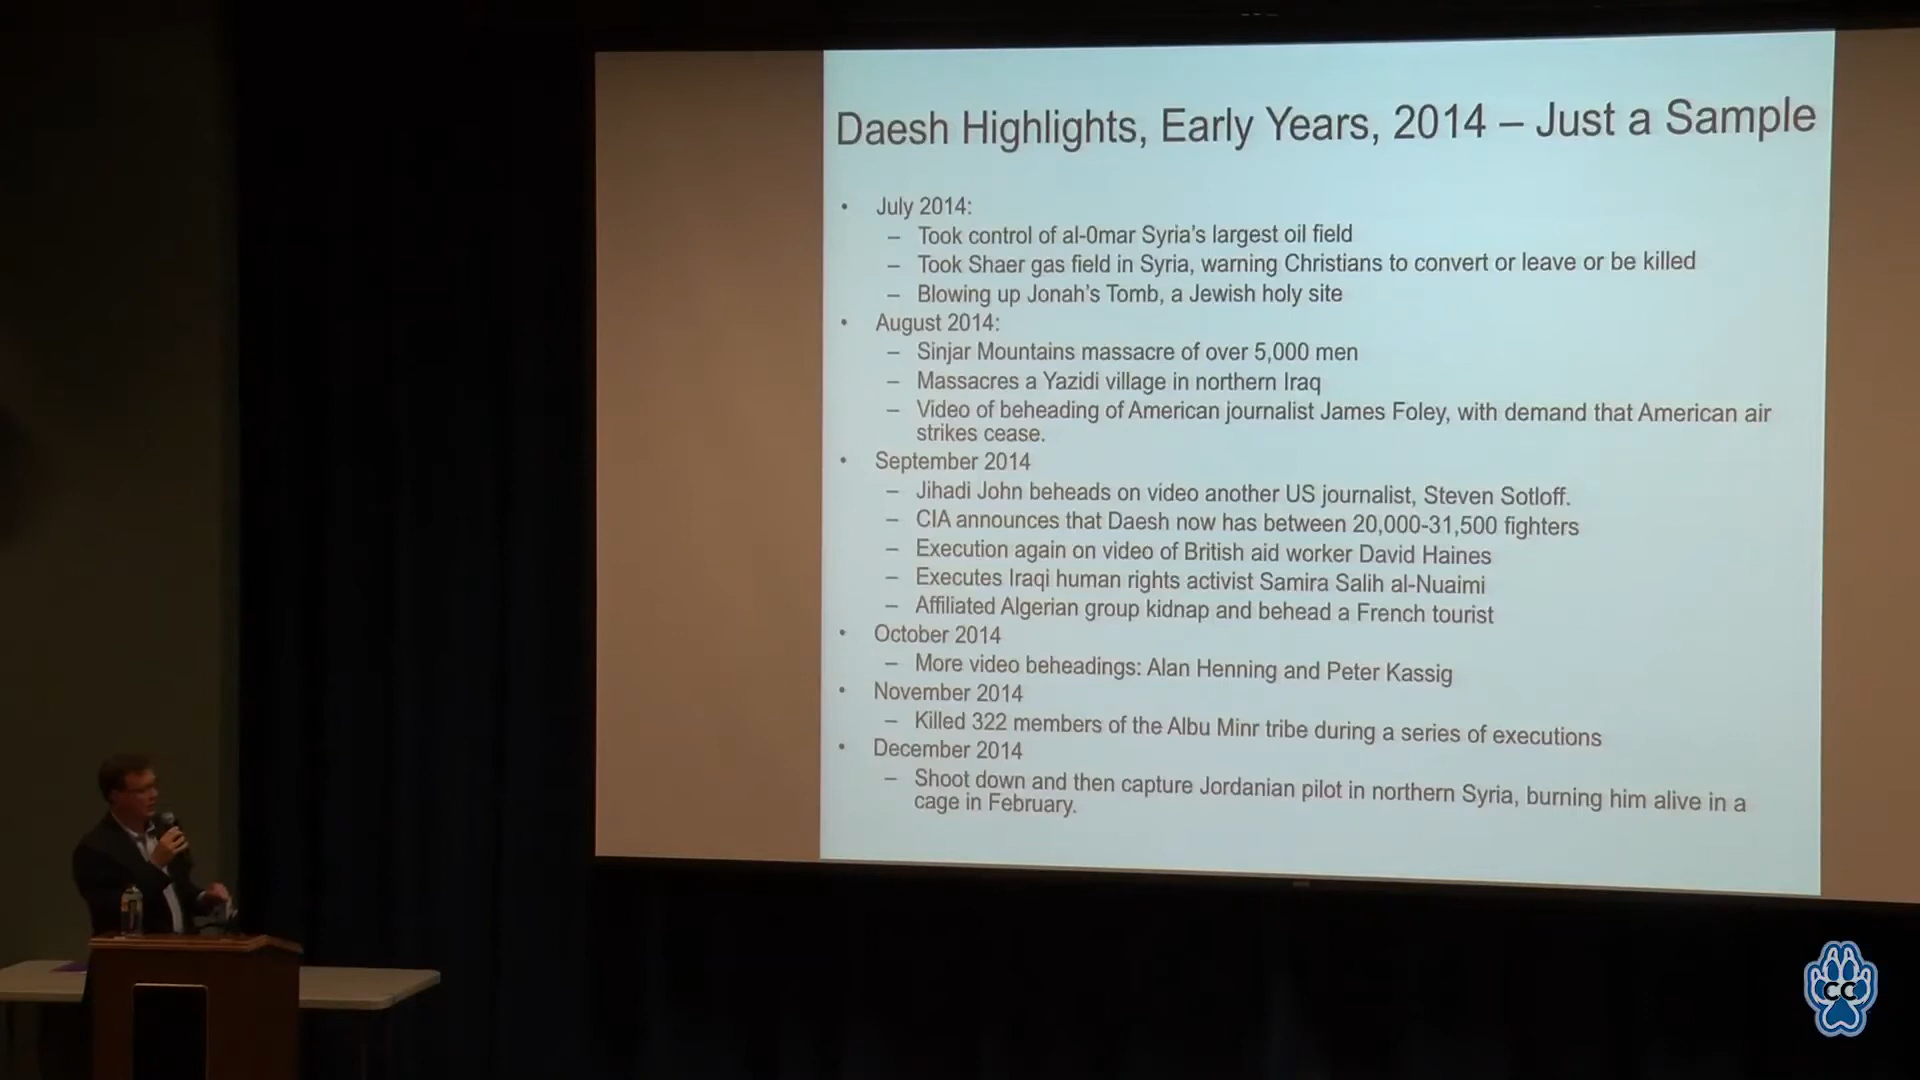 Daesh Highlights, Early Years, 2014 – Just a Sample
• July 2014:
– Took control of al-0mar Syria's largest oil field
– Took Shaer gas field in Syria, warning Christians to convert or leave or be killed
– Blowing up Jonah's Tomb, a Jewish holy site
• August 2014:
– Sinjar Mountains massacre of over 5,000 men
– Massacres a Yazidi village in northern Iraq
– Video of beheading of American journalist James Foley, with demand that American air
strikes cease.
• September 2014
– Jihadi John beheads on video another US journalist, Steven Sotloff.
– CIA announces that Daesh now has between 20,000-31,500 fighters
– Execution again on video of British aid worker David Haines
– Executes Iraqi human rights activist Samira Salih al-Nuaimi
– Affiliated Algerian group kidnap and behead a French tourist
• October 2014
– More video beheadings: Alan Henning and Peter Kassig
• November 2014
– Killed 322 members of the Albu Minr tribe during a series of executions
• December 2014
– Shoot down and then capture Jordanian pilot in northern Syria, burning him alive in a
cage in February.
CC